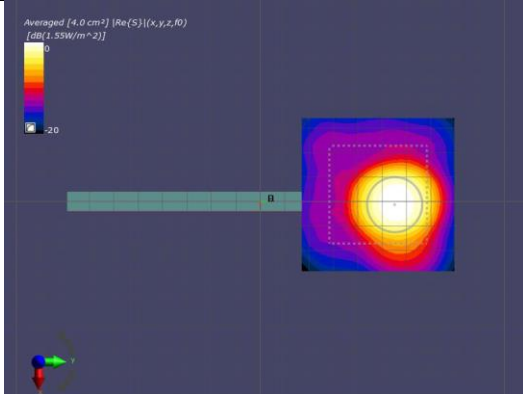 Averaged [4.0 cm²] |Re{S}|(x,y,z,f0)
[dB(1.55W/m^2)]
0
-20
Y